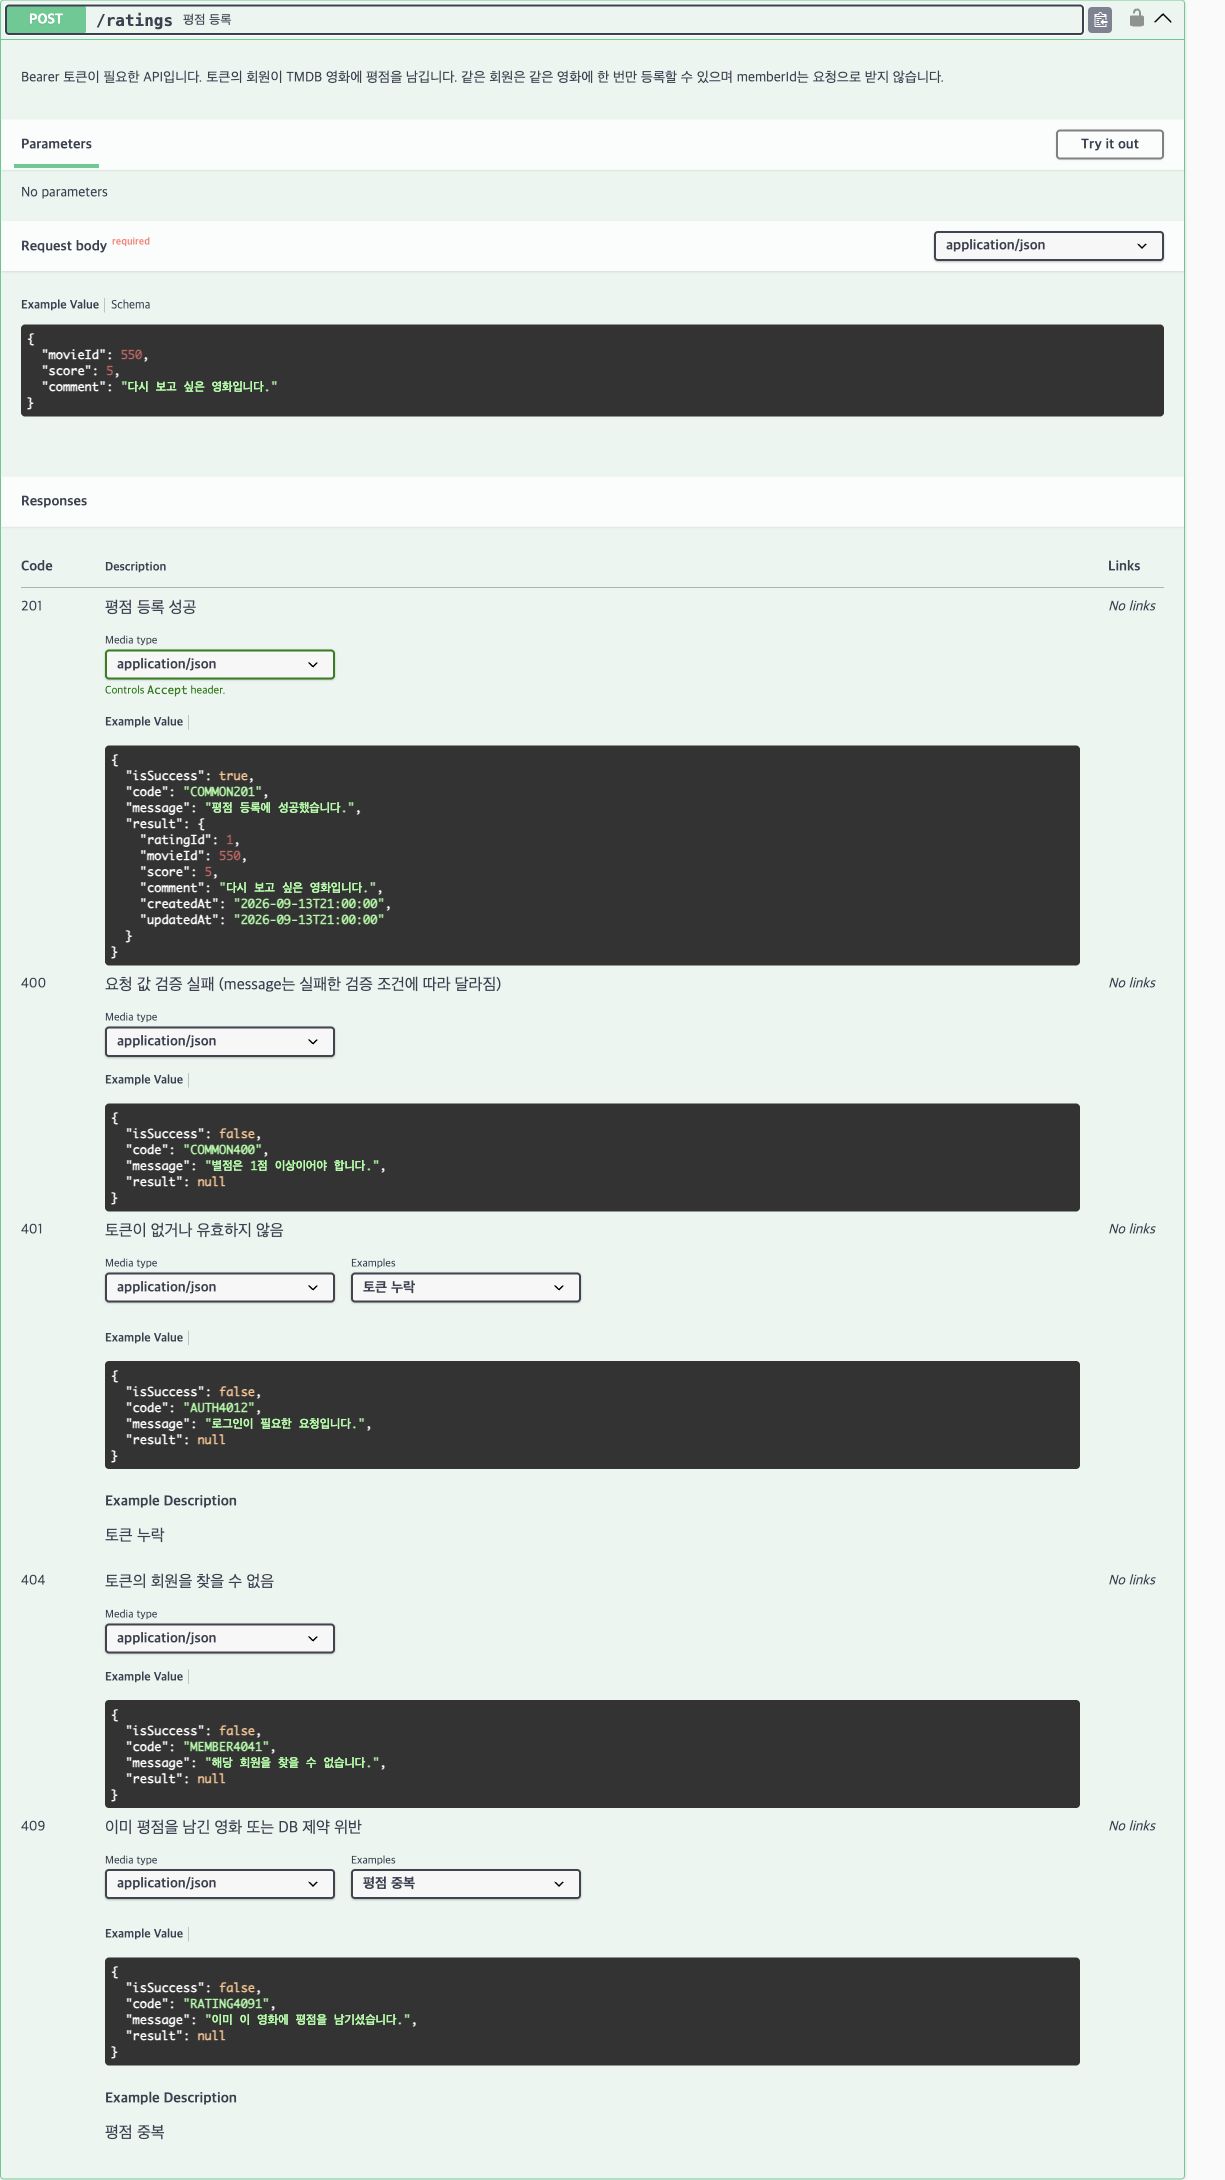 POST /ratings 평점 등록
Bearer 토큰이 필요한 API입니다. 토큰의 회원이 TMDB 영화에 평점을 남깁니다. 같은 회원은 같은 영화에 한 번만 등록할 수 있으며 memberId는 요청으로 받지 않습니다.
Parameters
Try it out
No parameters
Request body required
application/json
Example Value Schema
{
"movieId": 550,
"score": 5,
"comment": "다시 보고 싶은 영화입니다."
}
Responses
Code Description Links
201 평점 등록 성공 No links
Media type
application/json
Controls Accept header.
Example Value
{
"isSuccess": true,
"code": "COMMON201",
"message": "평점 등록에 성공했습니다.",
"result": {
"ratingId": 1,
"movieId": 550,
"score": 5,
"comment": "다시 보고 싶은 영화입니다.",
"createdAt": "2026-09-13T21:00:00",
"updatedAt": "2026-09-13T21:00:00"
}
}
400 요청 값 검증 실패 (message는 실패한 검증 조건에 따라 달라짐) No links
Media type
application/json
Example Value
{
"isSuccess": false,
"code": "COMMON400",
"message": "별점은 1점 이상이어야 합니다.",
"result": null
}
401 토큰이 없거나 유효하지 않음 No links
Media type Examples
application/json 토큰 누락
Example Value
{
"isSuccess": false,
"code": "AUTH4012",
"message": "로그인이 필요한 요청입니다.",
"result": null
}
Example Description
토큰 누락
404 토큰의 회원을 찾을 수 없음 No links
Media type
application/json
Example Value
{
"isSuccess": false,
"code": "MEMBER4041",
"message": "해당 회원을 찾을 수 없습니다.",
"result": null
}
409 이미 평점을 남긴 영화 또는 DB 제약 위반 No links
Media type Examples
application/json 평점 중복
Example Value
{
"isSuccess": false,
"code": "RATING4091",
"message": "이미 이 영화에 평점을 남기셨습니다.",
"result": null
}
Example Description
평점 중복